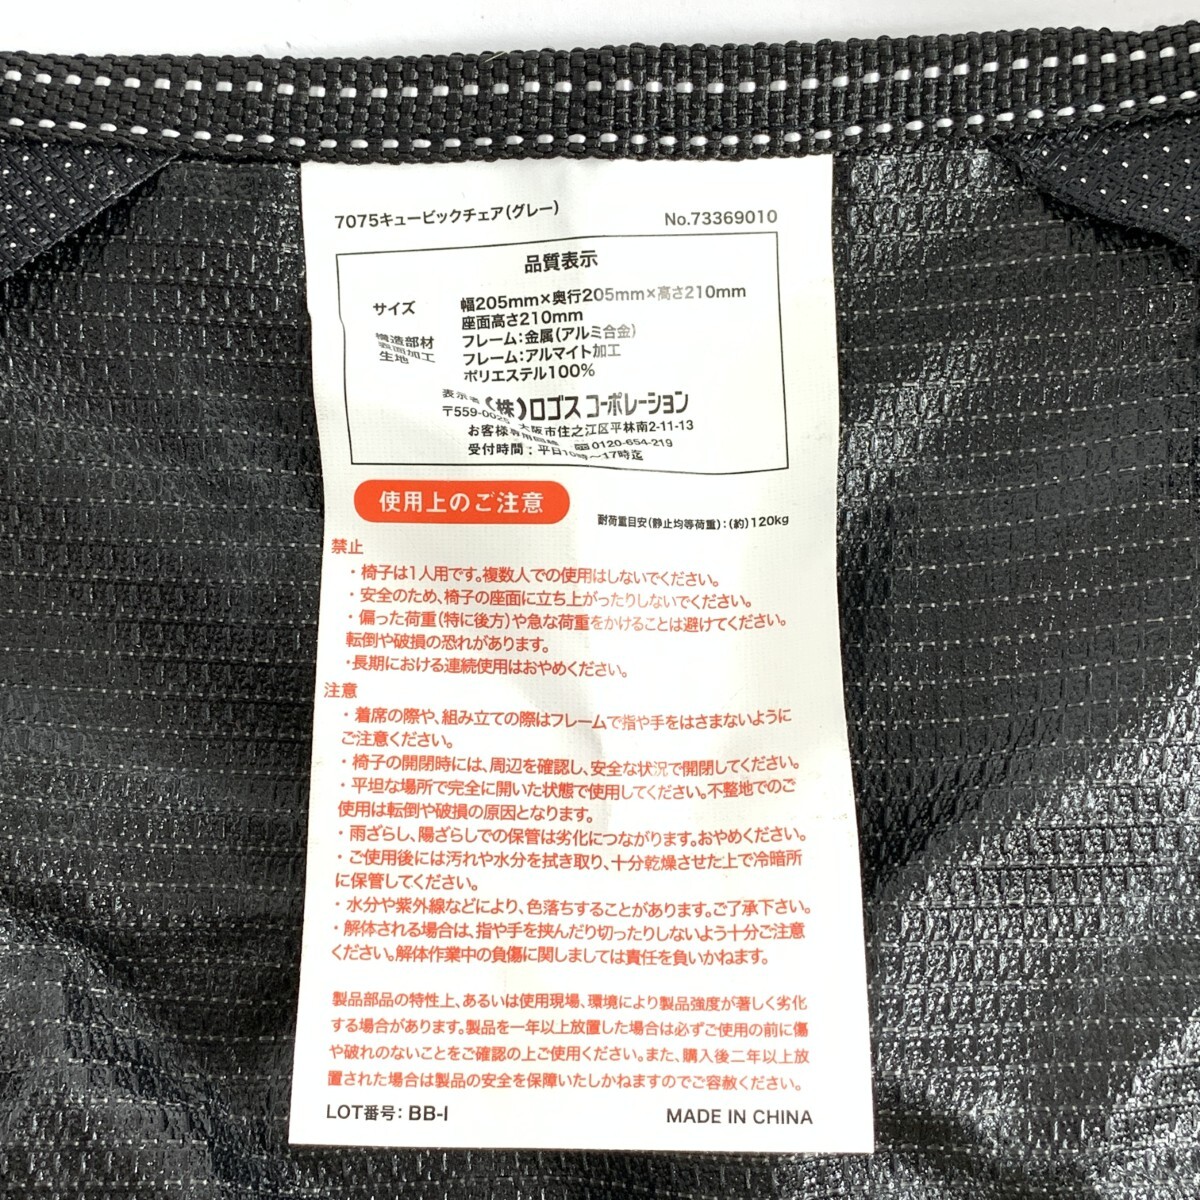 7075キュービックチェア(グレー) No.73369010
品質表示
サイズ 幅205mm×奥行205mm×高さ210mm
座面高さ210mm
構造部材 フレーム:金属(アルミ合金)
表面加工 フレーム:アルマイト加工
生地 ポリエステル100%
表示者 (株)ロゴス コーポレーション
〒559-0025 大阪市住之江区平林南2-11-13
お客様専用回線 0120-654-219
受付時間:平日10時〜17時迄
使用上のご注意 耐荷重目安(静止均等荷重):(約)120kg
禁止
・椅子は1人用です。複数人での使用はしないでください。
・安全のため、椅子の座面に立ち上がったりしないでください。
・偏った荷重(特に後方)や急な荷重をかけることは避けてください。
転倒や破損の恐れがあります。
・長期における連続使用はおやめください。
注意
・着席の際や、組み立ての際はフレームで指や手をはさまないように
ご注意ください。
・椅子の開閉時には、周辺を確認し、安全な状況で開閉してください。
・平坦な場所で完全に開いた状態で使用してください。不整地でのご
使用は転倒や破損の原因となります。
・雨ざらし、陽ざらしでの保管は劣化につながります。おやめください。
・ご使用後には汚れや水分を拭き取り、十分乾燥させた上で冷暗所
に保管してください。
・水分や紫外線などにより、色落ちすることがあります。ご了承下さい。
・解体される場合は、指や手を挟んだり切ったりしないよう十分ご注意
ください。解体作業中の負傷に関しましては責任を負いかねます。
製品部品の特性上、あるいは使用現場、環境により製品強度が著しく劣化
する場合があります。製品を一年以上放置した場合は必ずご使用の前に傷
や破れのないことをご確認の上ご使用ください。また、購入後二年以上放
置された場合は製品の安全を保障いたしかねますのでご容赦ください。
LOT番号: BB-I MADE IN CHINA